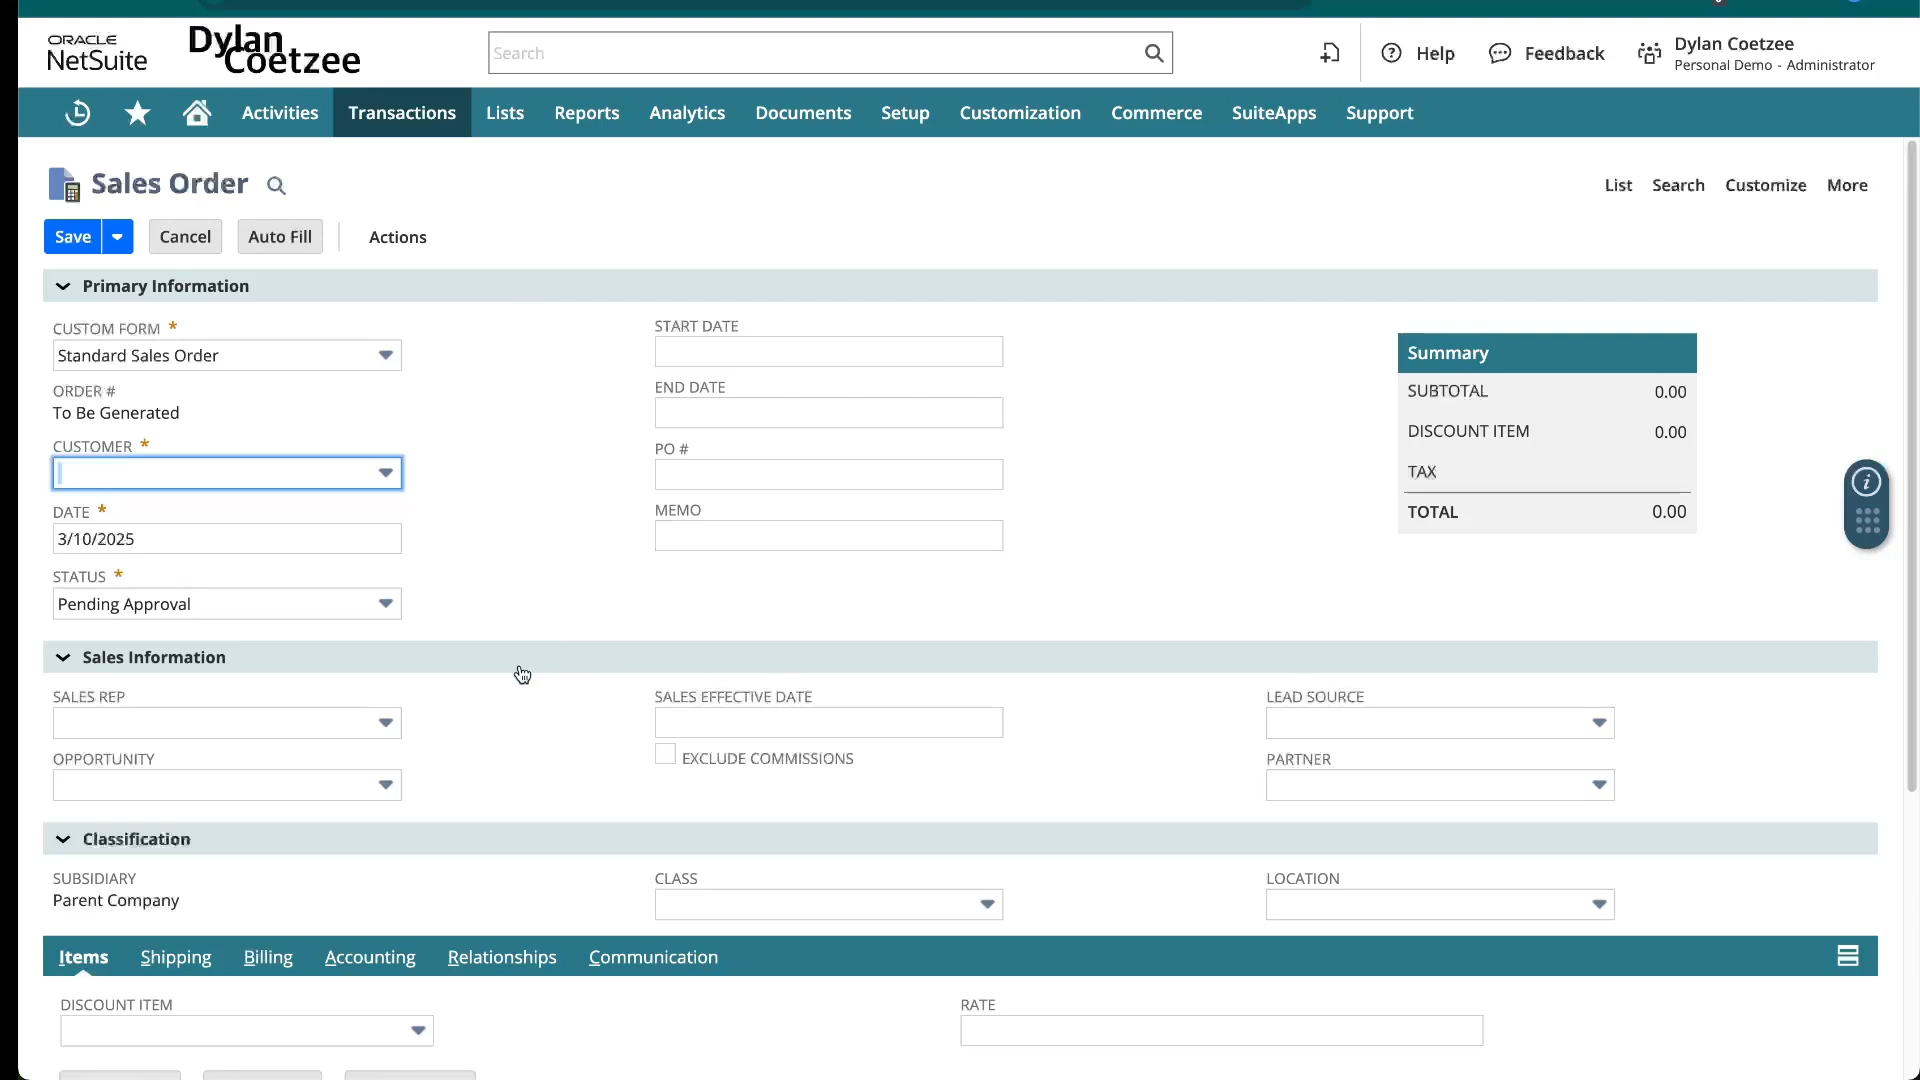 ORACLE
NetSuite
Dylan
Coetzee
Search
Help
Feedback
Dylan Coetzee
Personal Demo - Administrator
Activities
Transactions
Lists
Reports
Analytics
Documents
Setup
Customization
Commerce
SuiteApps
Support
Sales Order
List
Search
Customize
More
Save
Cancel
Auto Fill
Actions
Primary Information
CUSTOM FORM *
Standard Sales Order
ORDER #
To Be Generated
CUSTOMER *
DATE *
3/10/2025
STATUS *
Pending Approval
START DATE
END DATE
PO #
MEMO
Summary
SUBTOTAL 0.00
DISCOUNT ITEM 0.00
TAX
TOTAL 0.00
Sales Information
SALES REP
OPPORTUNITY
SALES EFFECTIVE DATE
EXCLUDE COMMISSIONS
LEAD SOURCE
PARTNER
Classification
SUBSIDIARY
Parent Company
CLASS
LOCATION
Items
Shipping
Billing
Accounting
Relationships
Communication
DISCOUNT ITEM
RATE